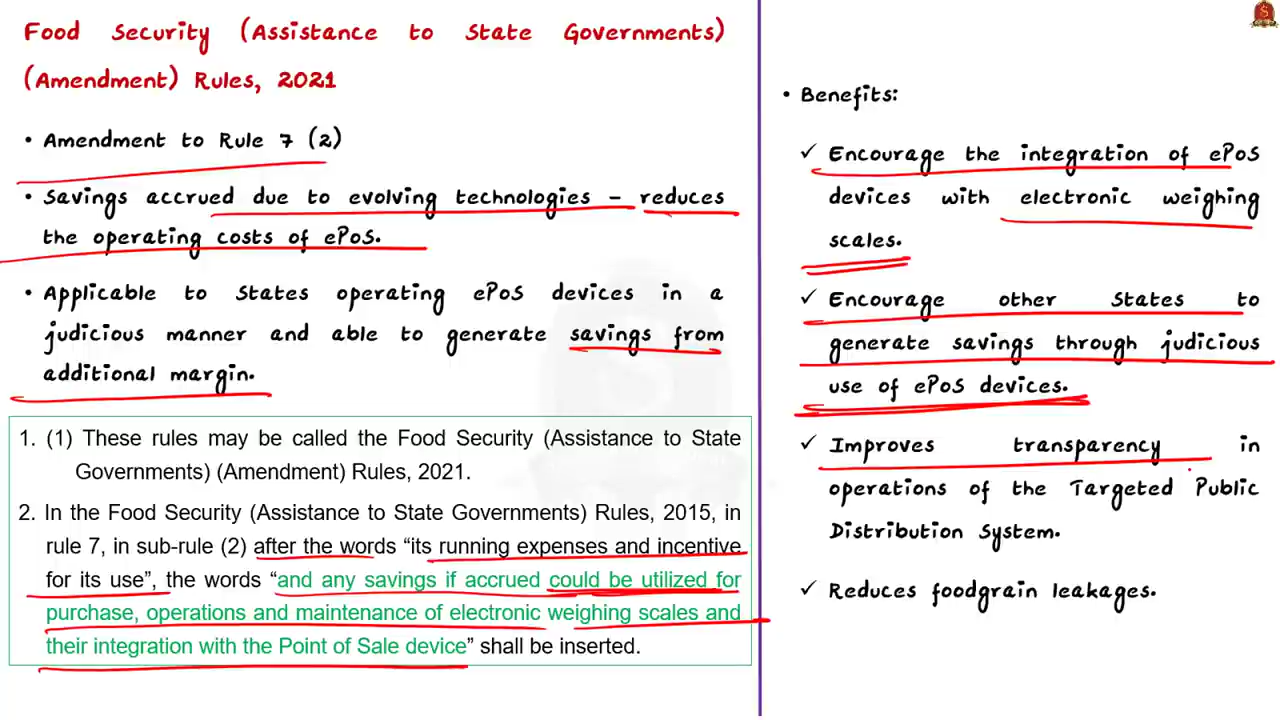 Food Security (Assistance to State Governments)
(Amendment) Rules, 2021
• Amendment to Rule 7 (2)
• Savings accrued due to evolving technologies – reduces
the operating costs of ePoS.
• Applicable to States operating ePoS devices in a
judicious manner and able to generate savings from
additional margin.
1. (1) These rules may be called the Food Security (Assistance to State
Governments) (Amendment) Rules, 2021.
2. In the Food Security (Assistance to State Governments) Rules, 2015, in
rule 7, in sub-rule (2) after the words “its running expenses and incentive
for its use”, the words “and any savings if accrued could be utilized for
purchase, operations and maintenance of electronic weighing scales and
their integration with the Point of Sale device” shall be inserted.
• Benefits:
✓ Encourage the integration of ePoS
devices with electronic weighing
scales.
✓ Encourage other States to
generate savings through judicious
use of ePoS devices.
✓ Improves transparency in
operations of the Targeted Public
Distribution System.
✓ Reduces foodgrain leakages.